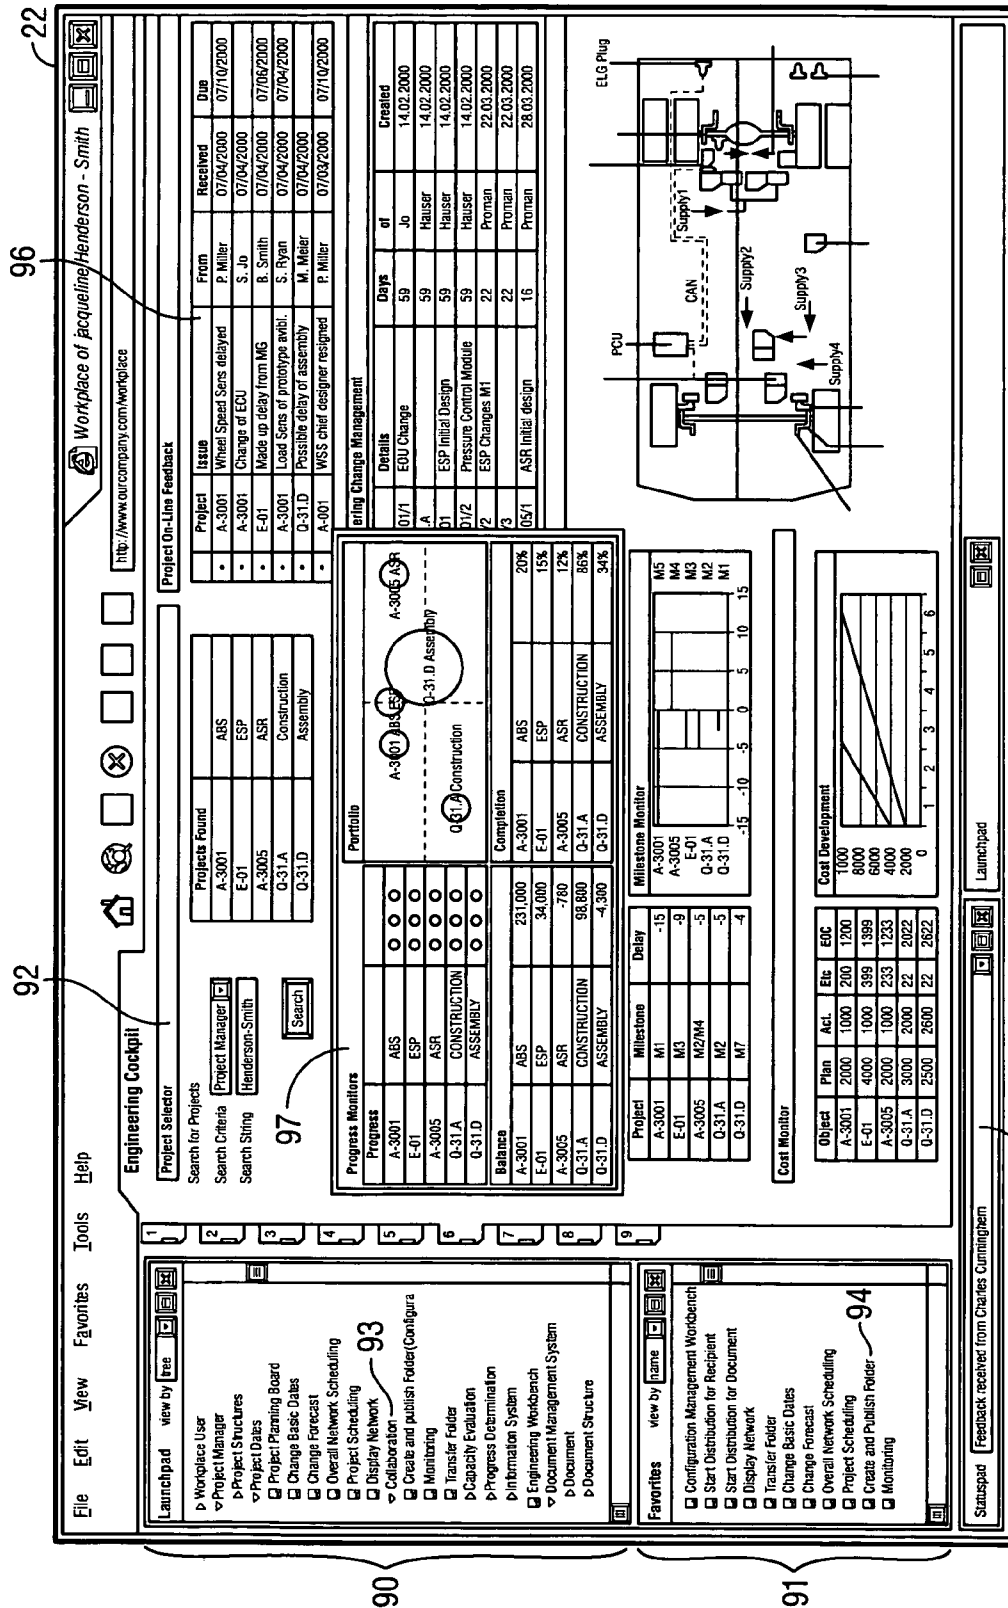 22
96
92
File Edit View Favorites Tools Help
Workplace of jacqueline Henderson - Smith
http://www.ourcompany.com/workplace
Engineering Cockpit
90
Launchpad view by tree
Workplace User
Project Manager
Project Structures
Project Dates
Project Planning Board
Change Basic Dates
Change Forecast
Overall Network Scheduling
Project Scheduling
Display Network
Collaboration
93
Create and publish Folder(Configura
Monitoring
Transfer Folder
Capacity Evaluation
Progress Determination
Information System
Engineering Workbench
Document Management System
Document
Document Structure
91
Favorites view by name
Configuration Management Workbench
Start Distribution for Recipient
Start Distribution for Document
Display Network
Transfer Folder
Change Basic Dates
Change Forecast
Overall Network Scheduling
Project Scheduling
Create and Publish Folder
94
Monitoring
1
2
3
4
5
6
7
8
9
Project Selector
Search for Projects
Search Criteria Project Manager
Search String Henderson-Smith
Search
97
Projects Found
A-3001 ABS
E-01 ESP
A-3005 ASR
Q-31.A Construction
Q-31.D Assembly
Project On-Line Feedback
Project Issue From Received Due
A-3001 Wheel Speed Sens delayed P. Miller 07/04/2000 07/10/2000
A-3001 Change of ECU S. Jo 07/04/2000
E-01 Made up delay from MG B. Smith 07/04/2000 07/06/2000
A-3001 Load Sens of prototype avibl. S. Ryan 07/04/2000 07/04/2000
Q-31.D Possible delay of assembly M. Meier 07/04/2000
A-001 WSS chief designer resigned P. Miller 07/03/2000 07/10/2000
ering Change Management
Details Days of Created
01/1 EDU Change 59 Jo 14.02.2000
.A 59 Hauser 14.02.2000
01 ESP Initial Design 59 Hauser 14.02.2000
01/2 Pressure Control Module 59 Hauser 14.02.2000
/2 ESP Changes M1 22 Proman 22.03.2000
/3 22 Proman 22.03.2000
05/1 ASR Initial design 16 Proman 28.03.2000
Progress Monitors
Progress
A-3001 ABS
E-01 ESP
A-3005 ASR
Q-31.A CONSTRUCTION
Q-31.D ASSEMBLY
Portfolio
A-3001 ABS ESP
A-3005 ASR
Q-31.D Assembly
Q-31.A Construction
Balance
A-3001 ABS 231,000
E-01 ESP 34,000
A-3005 ASR -780
Q-31.A CONSTRUCTION 98,800
Q-31.D ASSEMBLY -4,300
Completion
A-3001 ABS 20%
E-01 ESP 15%
A-3005 ASR 12%
Q-31.A CONSTRUCTION 86%
Q-31.D ASSEMBLY 34%
Project Milestone Delay
A-3001 M1 -15
E-01 M3 -9
A-3005 M2/M4 -5
Q-31.A M2 -5
Q-31.D M7 -4
Milestone Monitor
A-3001 M5
A-3005 M4
E-01 M3
Q-31.A M2
Q-31.D M1
-15 -10 -5 0 5 10 15
Cost Monitor
Object Plan Act. Etc EOC
A-3001 2000 1000 200 1200
E-01 4000 1000 399 1399
A-3005 2000 1000 233 1233
Q-31.A 3000 2000 22 2022
Q-31.D 2500 2600 22 2622
Cost Development
1000
8000
6000
4000
2000
0
1 2 3 4 5 6
PCU
CAN
ELG Plug
Supply1
Supply2
Supply3
Supply4
Statuspad Feedback received from Charles Cunninghem
Launchpad